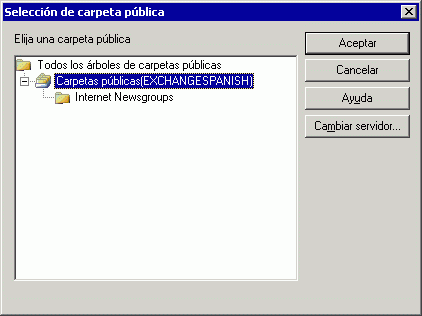 Selección de carpeta pública
Elija una carpeta pública
Todos los árboles de carpetas públicas
Carpetas públicas(EXCHANGESPANISH)
Internet Newsgroups
Aceptar
Cancelar
Ayuda
Cambiar servidor...